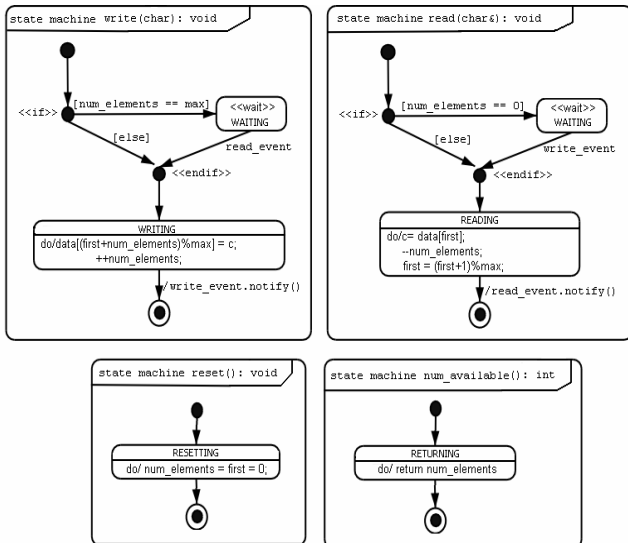 state machine write(char): void
[num_elements == max]
<<if>>
<<wait>>
WAITING
[else]
read_event
<<endif>>
WRITING
do/data[(first+num_elements)%max] = c;
++num_elements;
/write_event.notify()
state machine read(char&): void
[num_elements == 0]
<<if>>
<<wait>>
WAITING
[else]
write_event
<<endif>>
READING
do/c= data[first];
--num_elements;
first = (first+1)%max;
/read_event.notify()
state machine reset(): void
RESETTING
do/ num_elements = first = 0;
state machine num_available(): int
RETURNING
do/ return num_elements